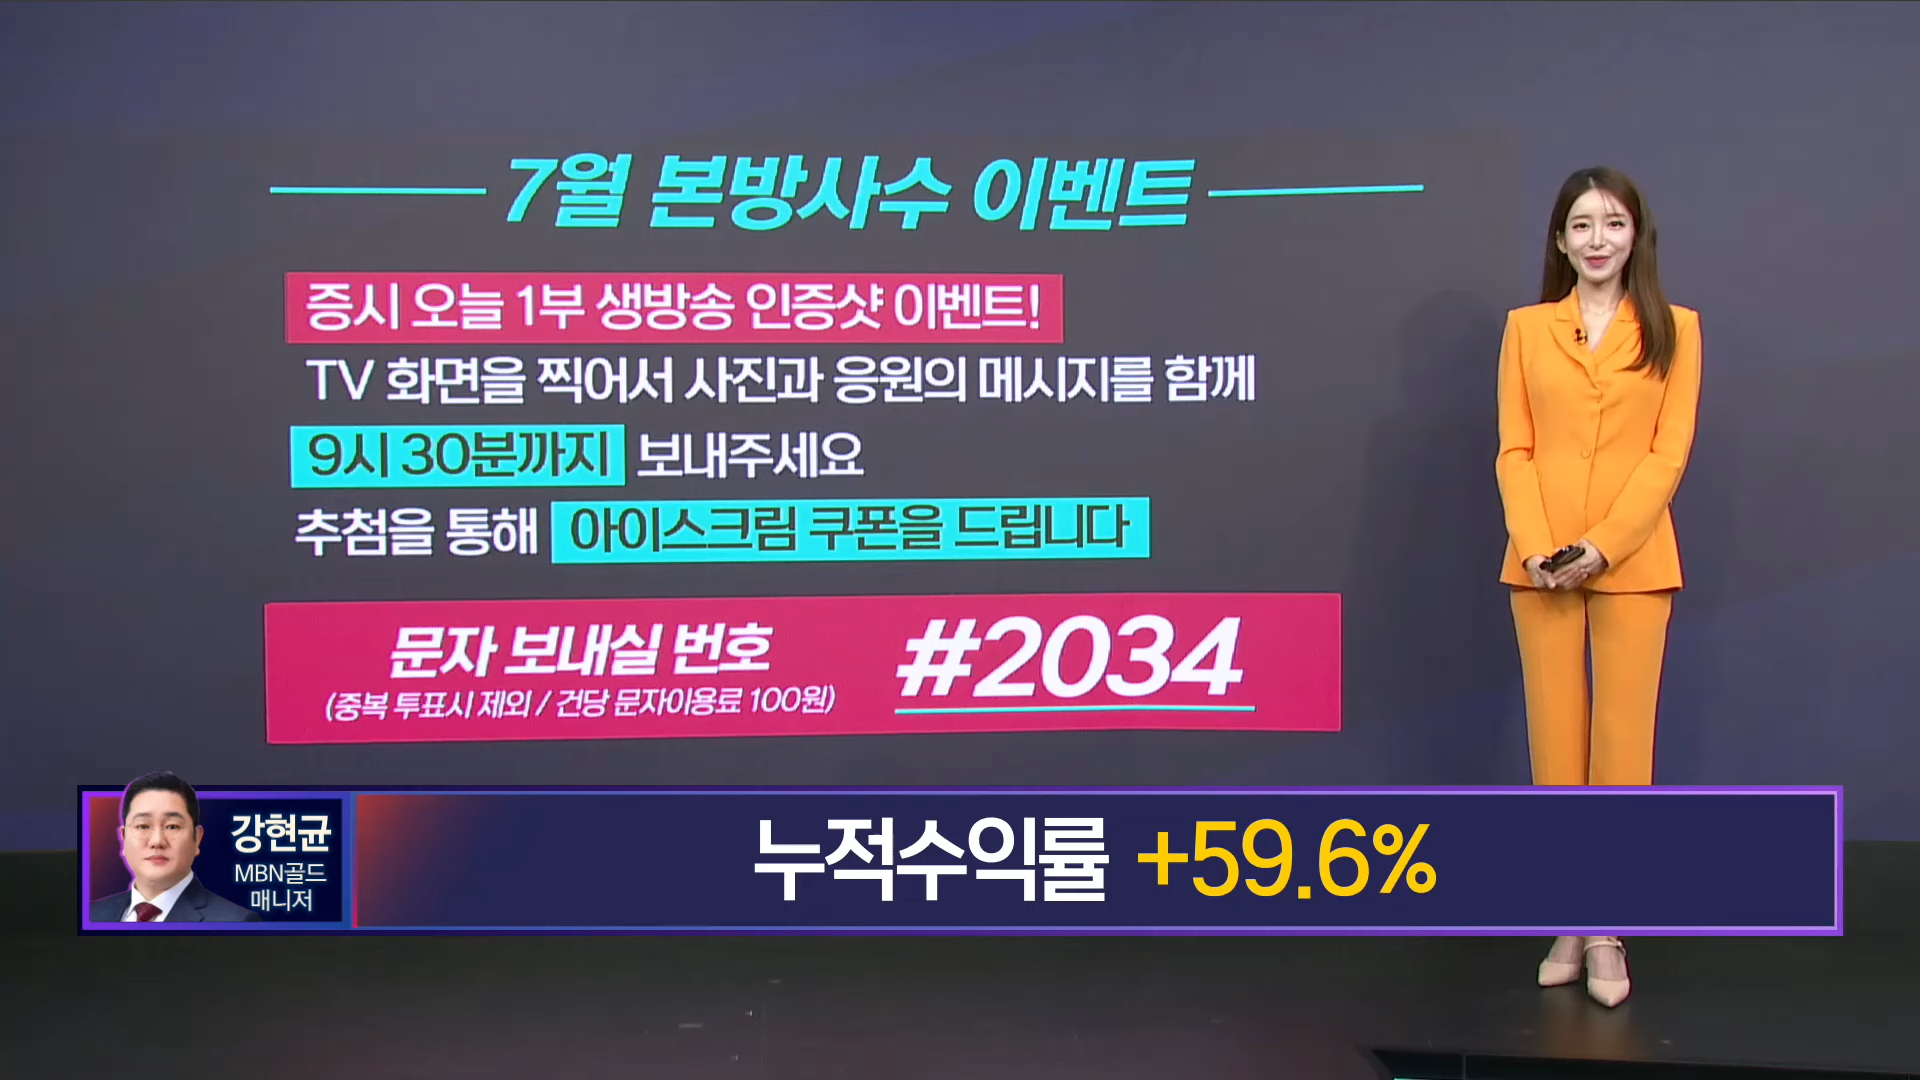 7월 본방사수 이벤트
증시 오늘 1부 생방송 인증샷 이벤트!
TV 화면을 찍어서 사진과 응원의 메시지를 함께
9시 30분까지 보내주세요
추첨을 통해 아이스크림 쿠폰을 드립니다
문자 보내실 번호 #2034
(중복 투표시 제외 / 건당 문자이용료 100원)
강현균
MBN골드
매니저
누적수익률 +59.6%